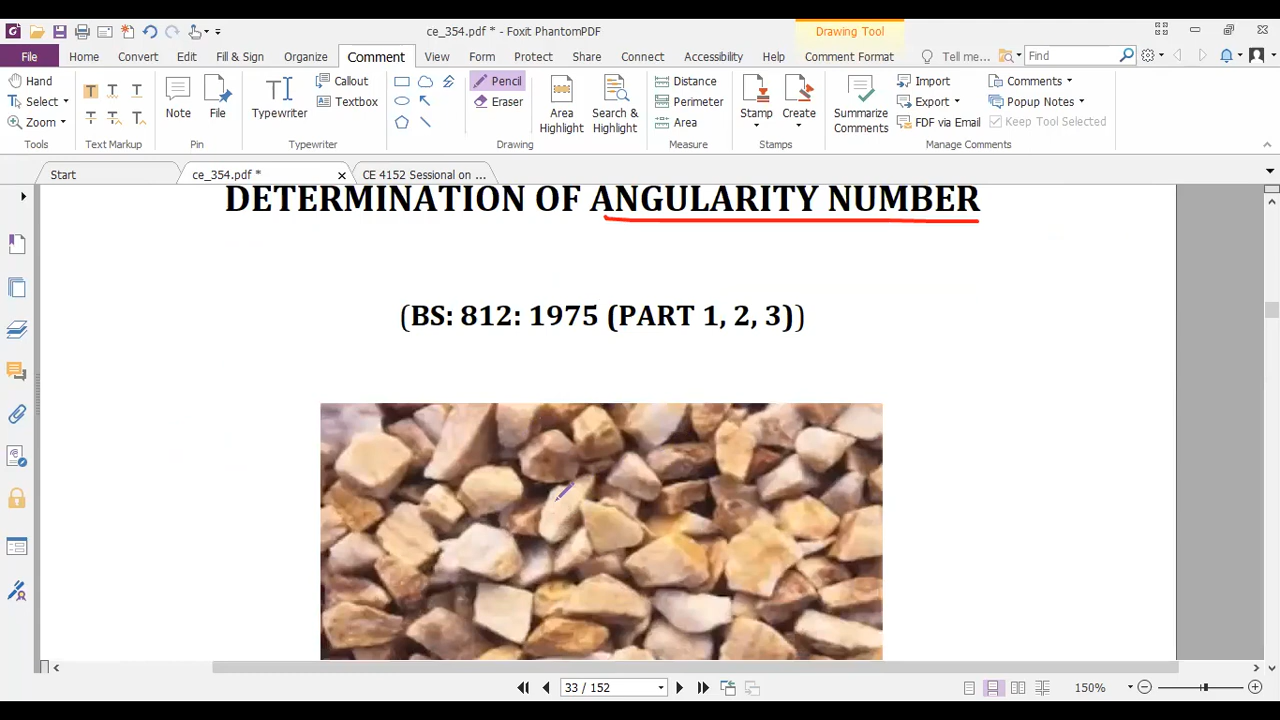 ce_354.pdf * - Foxit PhantomPDF
Drawing Tool
File Home Convert Edit Fill & Sign Organize Comment View Form Protect Share Connect Accessibility Help Comment Format Tell me... Find
Hand
Select
Zoom
Tools
Text Markup
Note
File
Pin
Typewriter
Callout
Textbox
Typewriter
Pencil
Eraser
Area Highlight
Search & Highlight
Drawing
Distance
Perimeter
Area
Measure
Stamp
Create
Stamps
Summarize Comments
Import
Export
FDF via Email
Comments
Popup Notes
Keep Tool Selected
Manage Comments
Start ce_354.pdf * CE 4152 Sessional on ...
DETERMINATION OF ANGULARITY NUMBER
(BS: 812: 1975 (PART 1, 2, 3))
33 / 152
150%